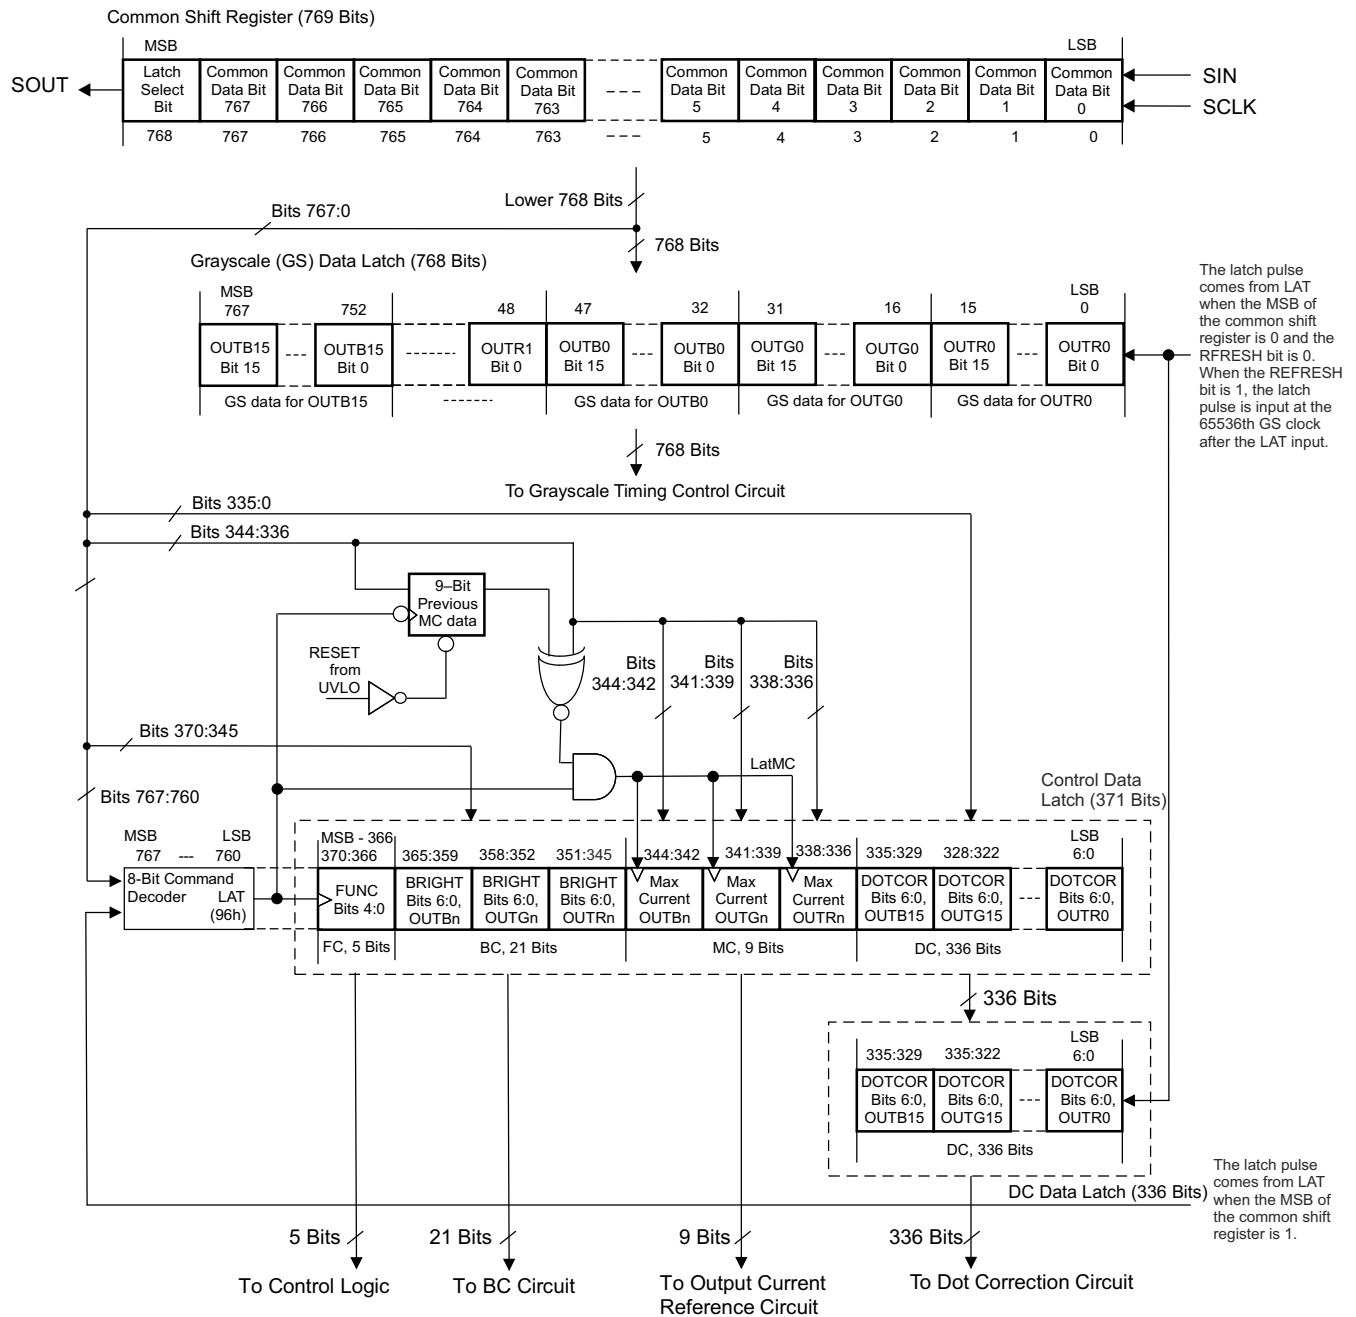 Common Shift Register (769 Bits)
MSB
LSB
SOUT
Latch Select Bit
Common Data Bit 767
Common Data Bit 766
Common Data Bit 765
Common Data Bit 764
Common Data Bit 763
Common Data Bit 5
Common Data Bit 4
Common Data Bit 3
Common Data Bit 2
Common Data Bit 1
Common Data Bit 0
SIN
SCLK
768 767 766 765 764 763 5 4 3 2 1 0
Lower 768 Bits
Bits 767:0
768 Bits
Grayscale (GS) Data Latch (768 Bits)
MSB
LSB
767 752 48 47 32 31 16 15 0
OUTB15 Bit 15
OUTB15 Bit 0
OUTR1 Bit 0
OUTB0 Bit 15
OUTB0 Bit 0
OUTG0 Bit 15
OUTG0 Bit 0
OUTR0 Bit 15
OUTR0 Bit 0
GS data for OUTB15
GS data for OUTB0
GS data for OUTG0
GS data for OUTR0
The latch pulse
comes from LAT
when the MSB of
the common shift
register is 0 and the
RFRESH bit is 0.
When the REFRESH
bit is 1, the latch
pulse is input at the
65536th GS clock
after the LAT input.
768 Bits
To Grayscale Timing Control Circuit
Bits 335:0
Bits 344:336
9–Bit
Previous
MC data
RESET
from
UVLO
Bits
344:342
Bits
341:339
Bits
338:336
Bits 370:345
LatMC
Bits 767:760
Control Data
Latch (371 Bits)
MSB LSB
767 --- 760
8-Bit Command
Decoder LAT
(96h)
MSB - 366
370:366 365:359 358:352 351:345 344:342 341:339 338:336 335:329 328:322
LSB
6:0
FUNC Bits 4:0
BRIGHT Bits 6:0, OUTBn
BRIGHT Bits 6:0, OUTGn
BRIGHT Bits 6:0, OUTRn
Max Current OUTBn
Max Current OUTGn
Max Current OUTRn
DOTCOR Bits 6:0, OUTB15
DOTCOR Bits 6:0, OUTG15
DOTCOR Bits 6:0, OUTR0
FC, 5 Bits
BC, 21 Bits
MC, 9 Bits
DC, 336 Bits
336 Bits
335:329 335:322
LSB
6:0
DOTCOR Bits 6:0, OUTB15
DOTCOR Bits 6:0, OUTG15
DOTCOR Bits 6:0, OUTR0
DC, 336 Bits
DC Data Latch (336 Bits)
The latch pulse
comes from LAT
when the MSB of
the common shift
register is 1.
5 Bits
21 Bits
9 Bits
336 Bits
To Control Logic
To BC Circuit
To Output Current
Reference Circuit
To Dot Correction Circuit